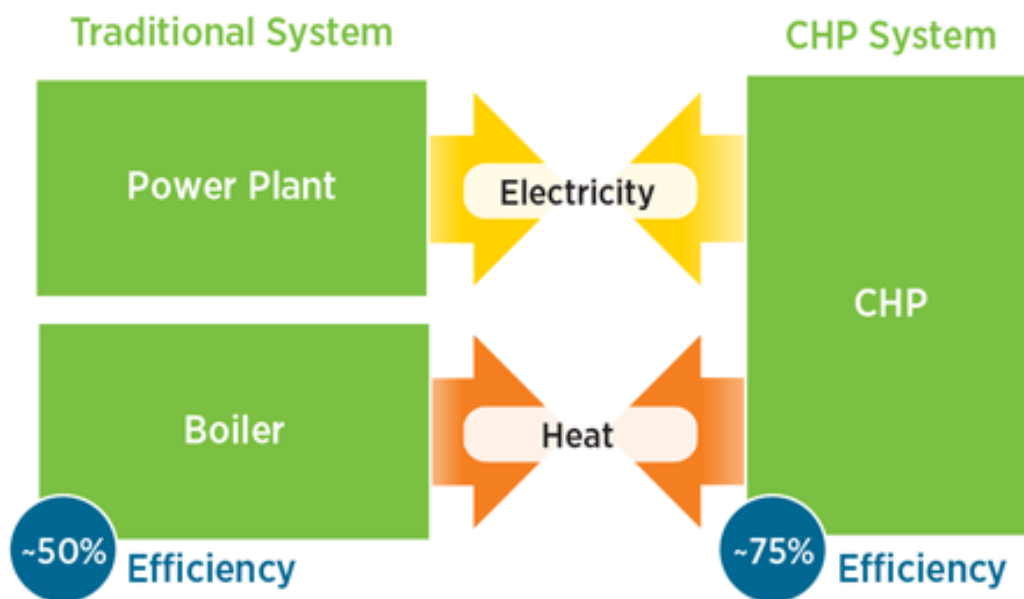 Traditional System
CHP System
Power Plant
Electricity
CHP
Boiler
Heat
~50%
Efficiency
~75%
Efficiency